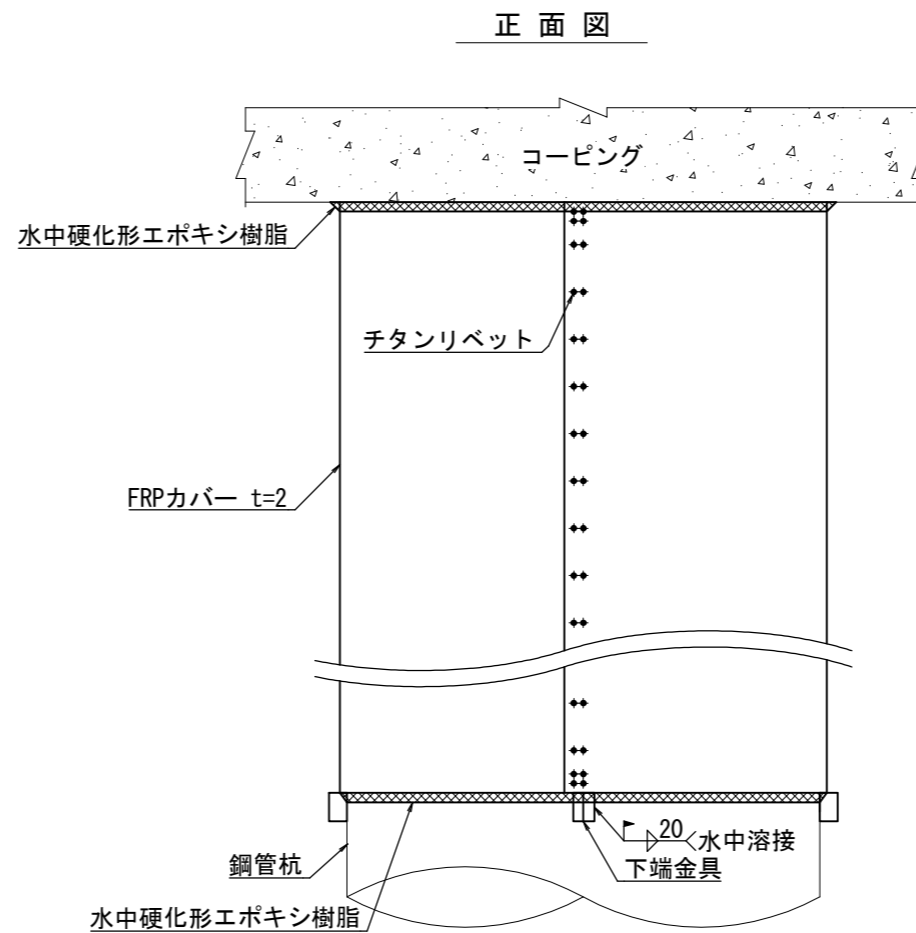 正面図
コーピング
水中硬化形エポキシ樹脂
チタンリベット
FRPカバー t=2
20
水中溶接
鋼管杭
下端金具
水中硬化形エポキシ樹脂